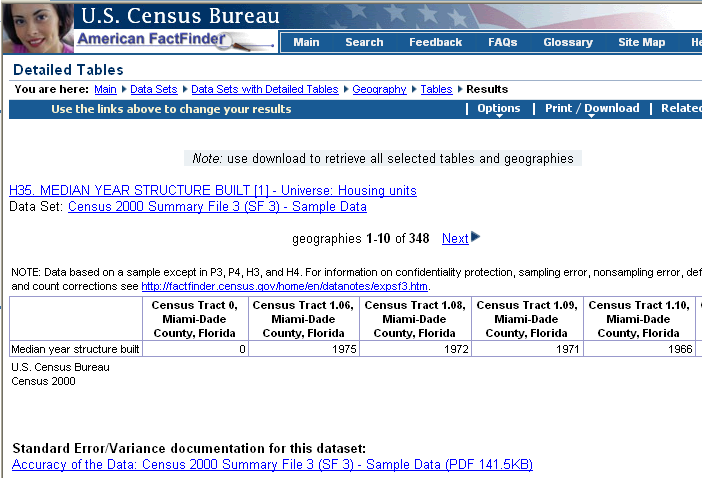 U.S. Census Bureau
American FactFinder
Main Search Feedback FAQs Glossary Site Map
Detailed Tables
You are here: Main Data Sets Data Sets with Detailed Tables Geography Tables Results
Use the links above to change your results | Options | Print / Download |
Note: use download to retrieve all selected tables and geographies
H35. MEDIAN YEAR STRUCTURE BUILT [1] - Universe: Housing units
Data Set: Census 2000 Summary File 3 (SF 3) - Sample Data
geographies 1-10 of 348 Next
NOTE: Data based on a sample except in P3, P4, H3, and H4. For information on confidentiality protection, sampling error, nonsampling error,
and count corrections see http://factfinder.census.gov/home/en/datanotes/expsf3.htm.
Census Tract 0, Census Tract 1.06, Census Tract 1.08, Census Tract 1.09, Census Tract 1.10,
Miami-Dade Miami-Dade Miami-Dade Miami-Dade Miami-Dade
County, Florida County, Florida County, Florida County, Florida County, Florida
Median year structure built 0 1975 1972 1971 1966
U.S. Census Bureau
Census 2000
Standard Error/Variance documentation for this dataset:
Accuracy of the Data: Census 2000 Summary File 3 (SF 3) - Sample Data (PDF 141.5KB)